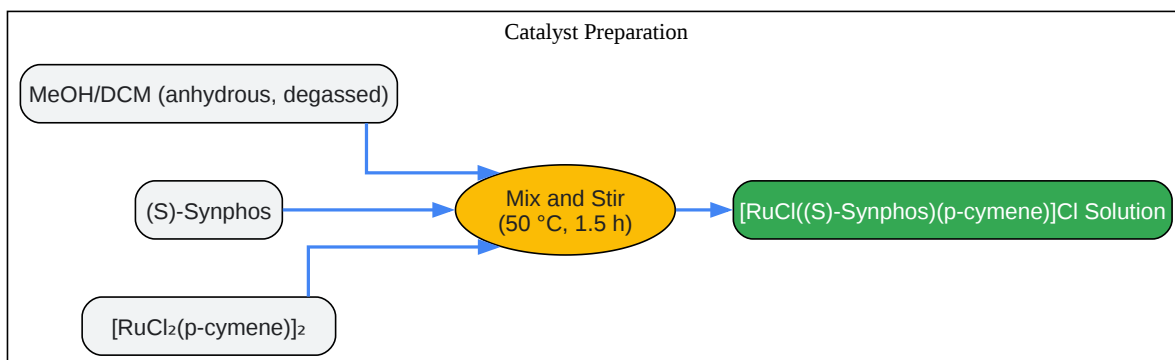 Catalyst Preparation
MeOH/DCM (anhydrous, degassed)
(S)-Synphos
[RuCl₂(p-cymene)]₂
Mix and Stir
(50 °C, 1.5 h)
[RuCl((S)-Synphos)(p-cymene)]Cl Solution